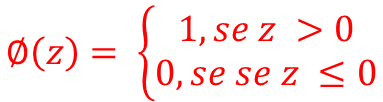 ∅(z) = { 1, se z > 0
0, se se z ≤ 0